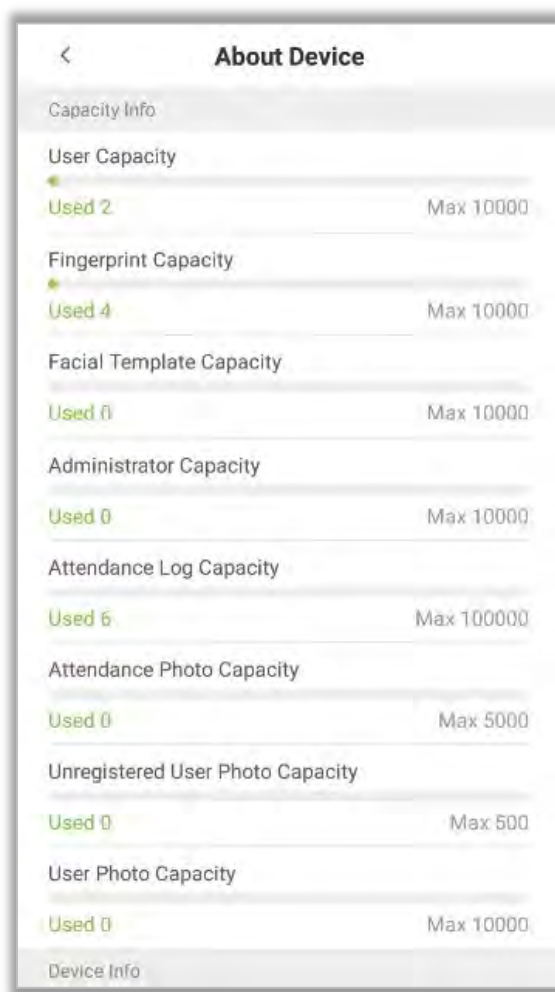 About Device
Capacity Info
User Capacity
Used 2 Max 10000
Fingerprint Capacity
Used 4 Max 10000
Facial Template Capacity
Used 0 Max 10000
Administrator Capacity
Used 0 Max 10000
Attendance Log Capacity
Used 6 Max 100000
Attendance Photo Capacity
Used 0 Max 5000
Unregistered User Photo Capacity
Used 0 Max 500
User Photo Capacity
Used 0 Max 10000
Device Info